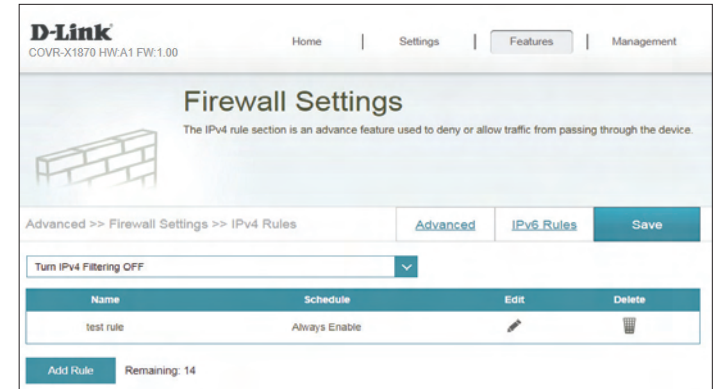 D-Link
COVR-X1870 HW:A1 FW:1.00
Home | Settings | Features | Management
Firewall Settings
The IPv4 rule section is an advance feature used to deny or allow traffic from passing through the device.
Advanced >> Firewall Settings >> IPv4 Rules
Advanced
IPv6 Rules
Save
Turn IPv4 Filtering OFF
Name Schedule Edit Delete
test rule Always Enable
Add Rule Remaining: 14